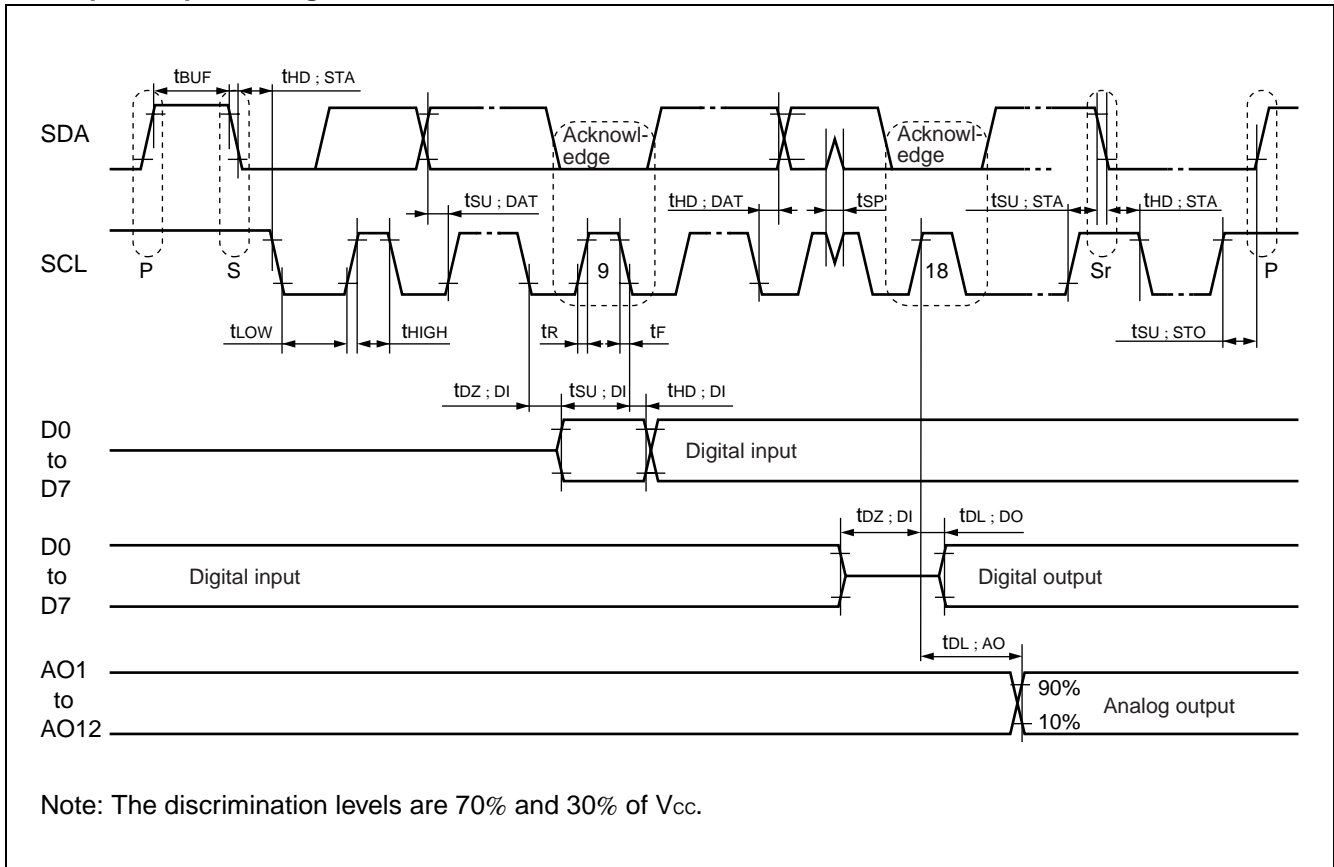 tBUF
tHD ; STA
SDA
Acknowl-
edge
Acknowl-
edge
tSU ; DAT
tHD ; DAT
tSP
tSU ; STA
tHD ; STA
SCL
P
S
9
18
Sr
P
tLOW
tHIGH
tR
tF
tSU ; STO
tDZ ; DI
tSU ; DI
tHD ; DI
D0
to
D7
Digital input
tDZ ; DI
tDL ; DO
D0
to
D7
Digital input
Digital output
tDL ; AO
AO1
to
AO12
90%
10%
Analog output
Note: The discrimination levels are 70% and 30% of Vcc.